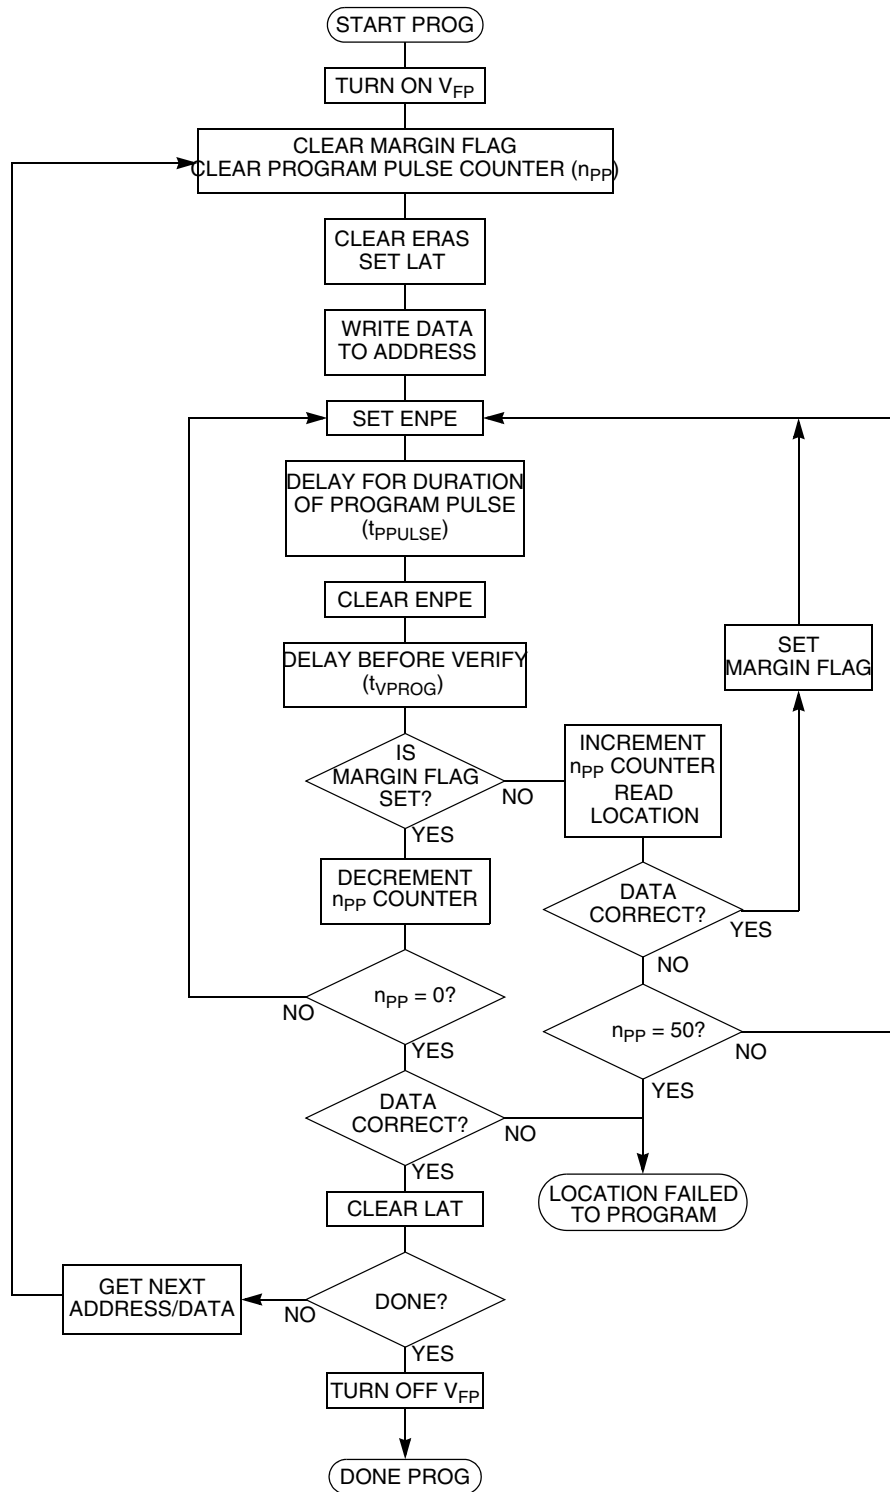 START PROG
TURN ON VFP
CLEAR MARGIN FLAG
CLEAR PROGRAM PULSE COUNTER (nPP)
CLEAR ERAS
SET LAT
WRITE DATA
TO ADDRESS
SET ENPE
DELAY FOR DURATION
OF PROGRAM PULSE
(tPPULSE)
CLEAR ENPE
DELAY BEFORE VERIFY
(tVPROG)
SET
MARGIN FLAG
IS
MARGIN FLAG
SET?
NO
YES
INCREMENT
nPP COUNTER
READ
LOCATION
DECREMENT
nPP COUNTER
DATA
CORRECT?
YES
NO
nPP = 0?
NO
YES
nPP = 50?
NO
YES
DATA
CORRECT?
NO
YES
LOCATION FAILED
TO PROGRAM
CLEAR LAT
GET NEXT
ADDRESS/DATA
DONE?
NO
YES
TURN OFF VFP
DONE PROG